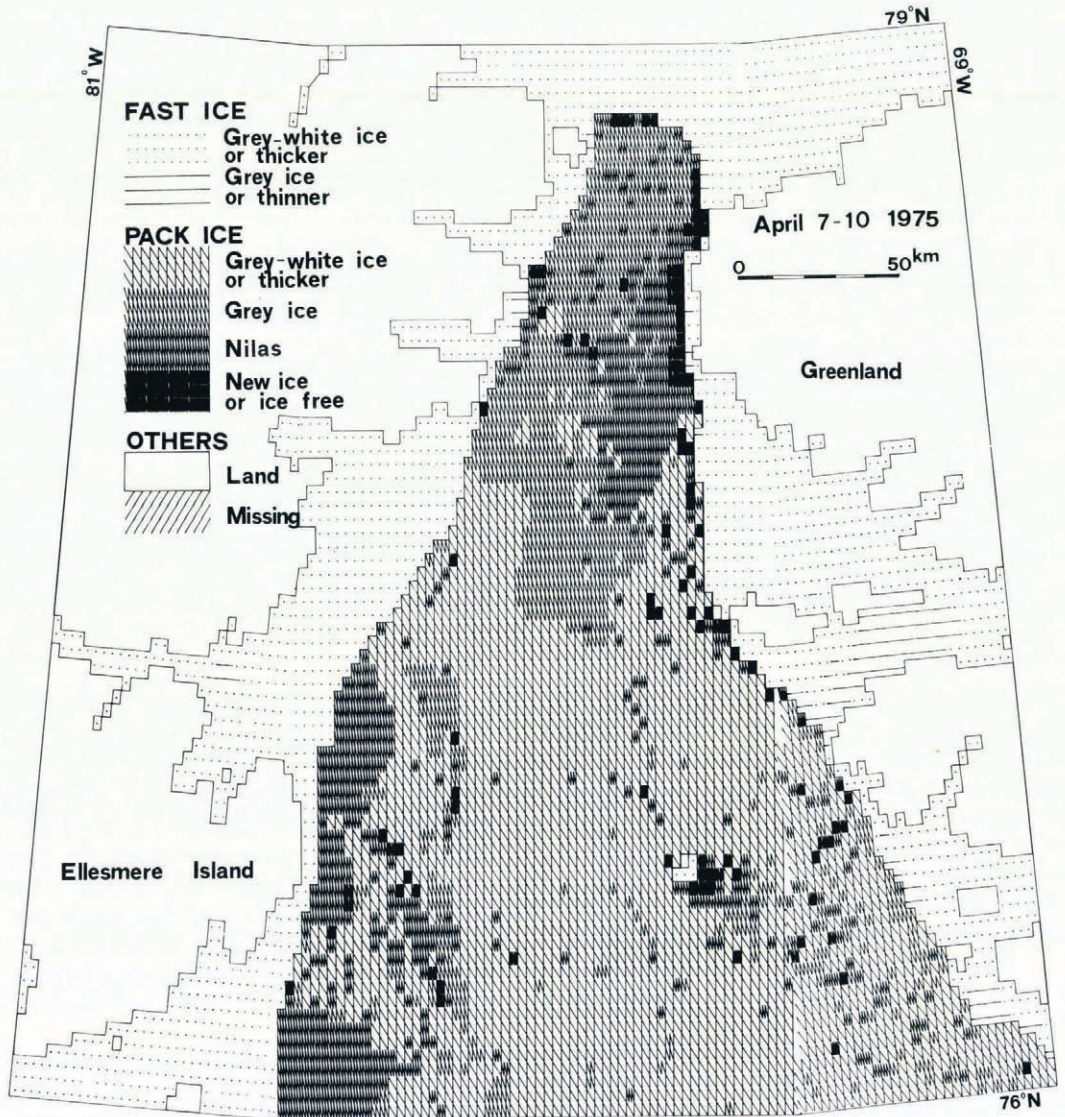 79°N
81°W
69°W
FAST ICE
Grey-white ice
or thicker
Grey ice
or thinner
PACK ICE
Grey-white ice
or thicker
Grey ice
Nilas
New ice
or ice free
OTHERS
Land
Missing
April 7-10 1975
0 50 km
Greenland
Ellesmere Island
76°N